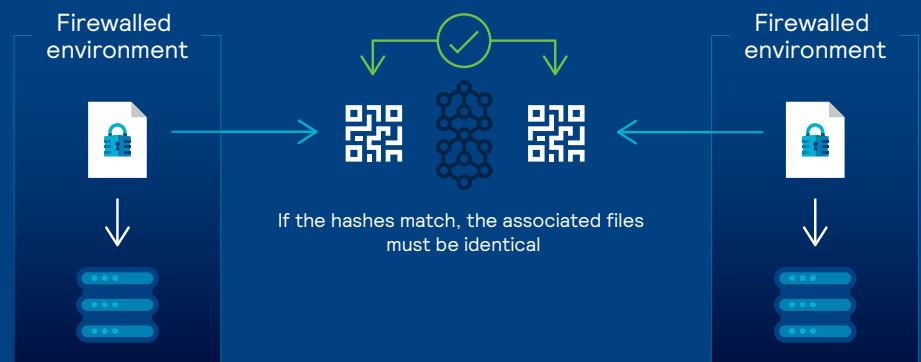 Firewalled
environment
Firewalled
environment
If the hashes match, the associated files
must be identical